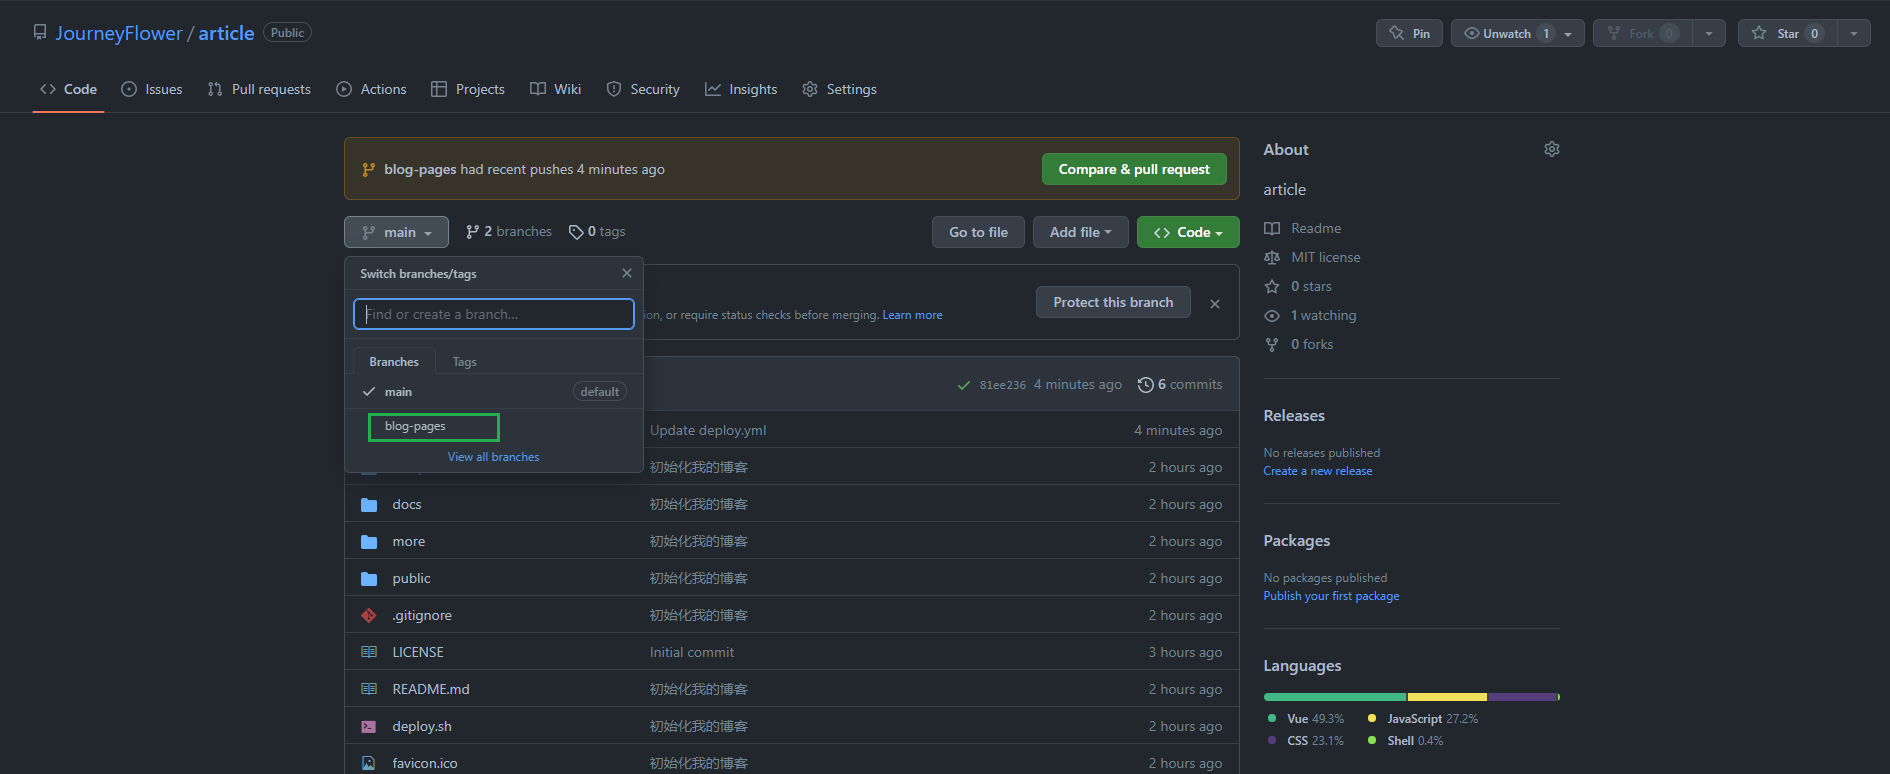 JourneyFlower / article Public
Pin
Unwatch 1
Fork 0
Star 0
Code
Issues
Pull requests
Actions
Projects
Wiki
Security
Insights
Settings
blog-pages had recent pushes 4 minutes ago
Compare & pull request
main
2 branches
0 tags
Go to file
Add file
Code
Switch branches/tags
Find or create a branch...
Branches
Tags
main default
blog-pages
View all branches
Protect this branch
or require status checks before merging. Learn more
81ee236 4 minutes ago 6 commits
Update deploy.yml 4 minutes ago
初始化我的博客 2 hours ago
docs 初始化我的博客 2 hours ago
more 初始化我的博客 2 hours ago
public 初始化我的博客 2 hours ago
.gitignore 初始化我的博客 2 hours ago
LICENSE Initial commit 3 hours ago
README.md 初始化我的博客 2 hours ago
deploy.sh 初始化我的博客 2 hours ago
favicon.ico 初始化我的博客 2 hours ago
About
article
Readme
MIT license
0 stars
1 watching
0 forks
Releases
No releases published
Create a new release
Packages
No packages published
Publish your first package
Languages
Vue 49.3% JavaScript 27.2%
CSS 23.1% Shell 0.4%